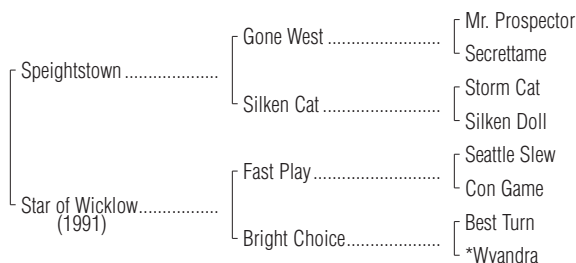 Mr. Prospector
Gone West ........................
Secrettame
Speightstown ....................
Storm Cat
Silken Cat ..........................
Silken Doll
Seattle Slew
Fast Play ...........................
Con Game
Star of Wicklow.................
(1991)
Best Turn
Bright Choice....................
*Wyandra